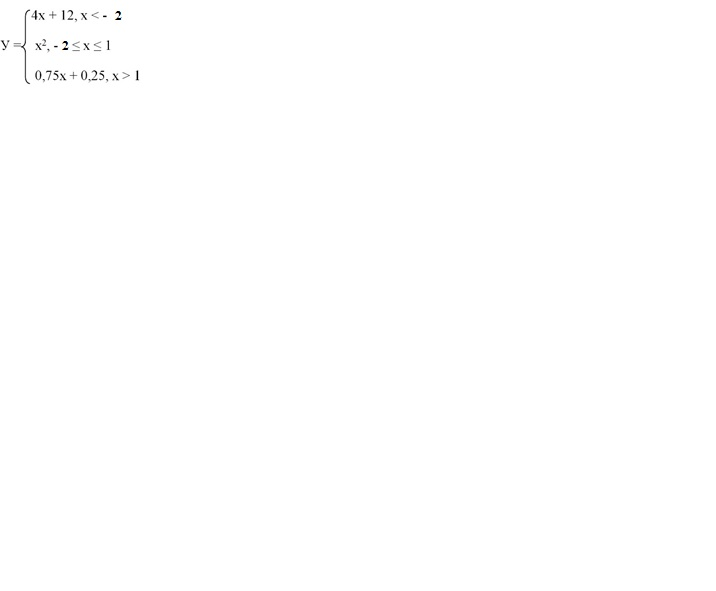 4x + 12, x < - 2
У = x², - 2 ≤ x ≤ 1
0,75x + 0,25, x > 1